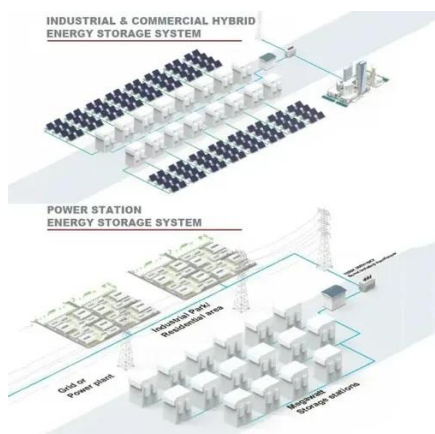 INDUSTRIAL & COMMERCIAL HYBRID
ENERGY STORAGE SYSTEM
POWER STATION
ENERGY STORAGE SYSTEM
Industrial Park/
Residential area
Grid or
Power plant
Megawatt
Storage stations